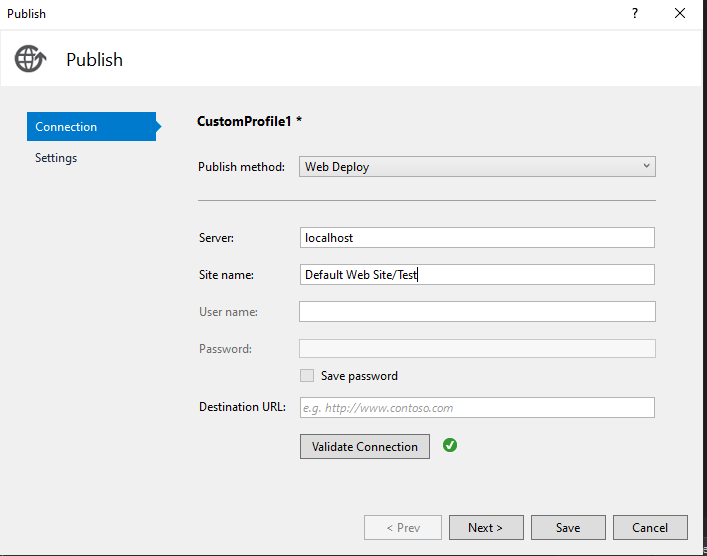 Publish
?
Publish
Connection
Settings
CustomProfile1 *
Publish method: Web Deploy
Server: localhost
Site name: Default Web Site/Test
User name:
Password:
Save password
Destination URL: e.g. http://www.contoso.com
Validate Connection
< Prev Next > Save Cancel